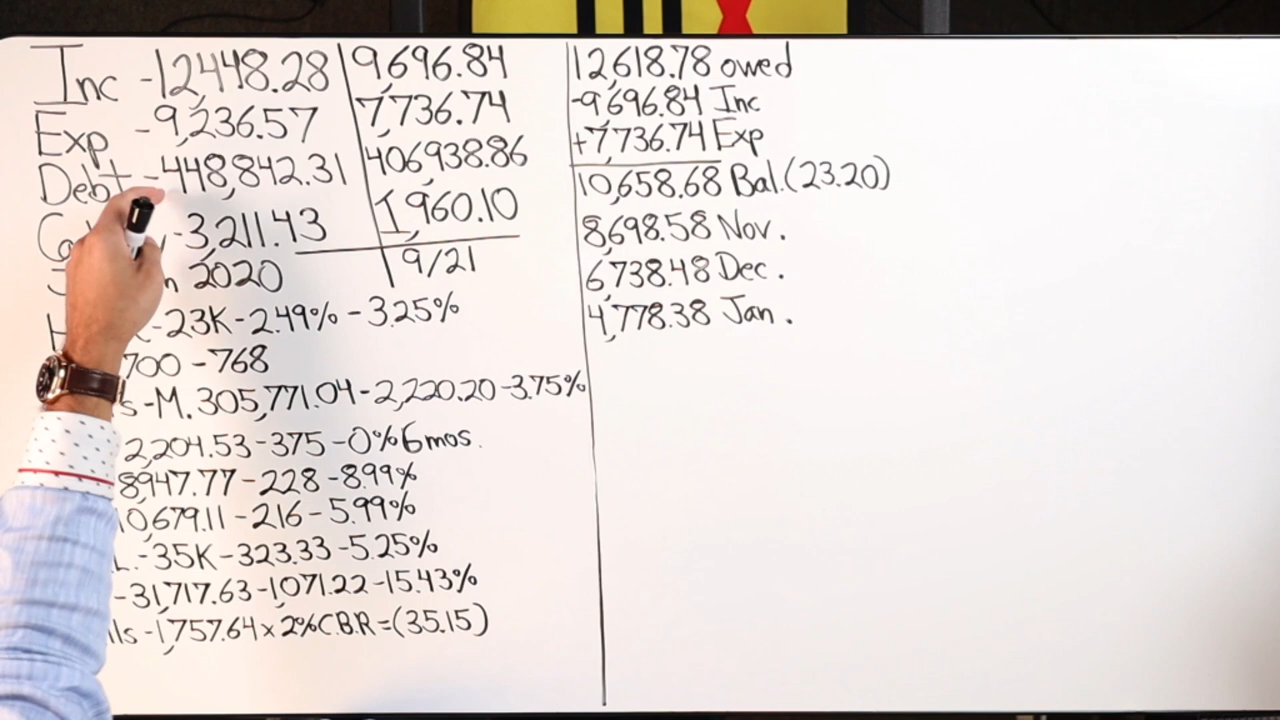 Inc -12,448.28
Exp -9,236.57
Debt -448,842.31
-3,211.43
2020
-23K-2.49% - 3.25%
700 -768
-M. 305,771.04-2,220.20-3.75%
2,204.53-375-0% 6mos.
8947.77-228-8.99%
10,679.11-216-5.99%
-35K-323.33-5.25%
-31,717.63-1,071.22-15.43%
-1,757.64 x 2% C.B.R=(35.15)
9,696.84
7,736.74
406,938.86
1,960.10
9/21
12,618.78 owed
-9,696.84 Inc
+7,736.74 Exp
10,658.68 Bal.(23.20)
8,698.58 Nov.
6,738.48 Dec.
4,778.38 Jan.